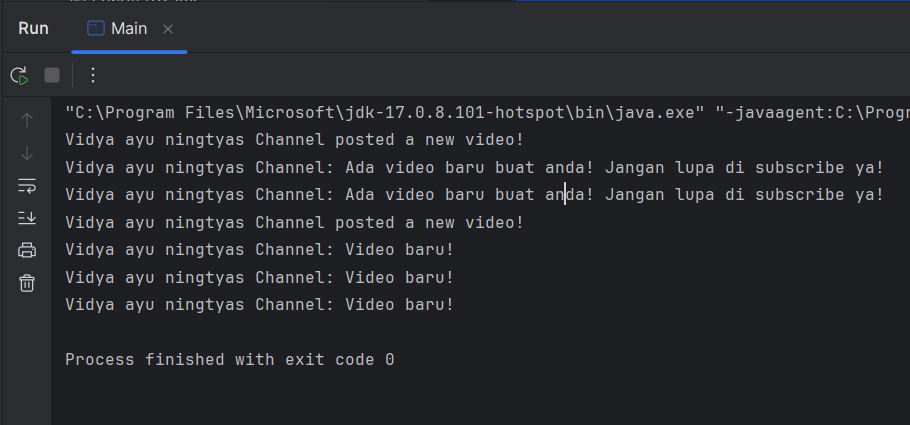 Run Main
"C:\Program Files\Microsoft\jdk-17.0.8.101-hotspot\bin\java.exe" "-javaagent:C:\Prog
Vidya ayu ningtyas Channel posted a new video!
Vidya ayu ningtyas Channel: Ada video baru buat anda! Jangan lupa di subscribe ya!
Vidya ayu ningtyas Channel: Ada video baru buat anda! Jangan lupa di subscribe ya!
Vidya ayu ningtyas Channel posted a new video!
Vidya ayu ningtyas Channel: Video baru!
Vidya ayu ningtyas Channel: Video baru!
Vidya ayu ningtyas Channel: Video baru!
Process finished with exit code 0